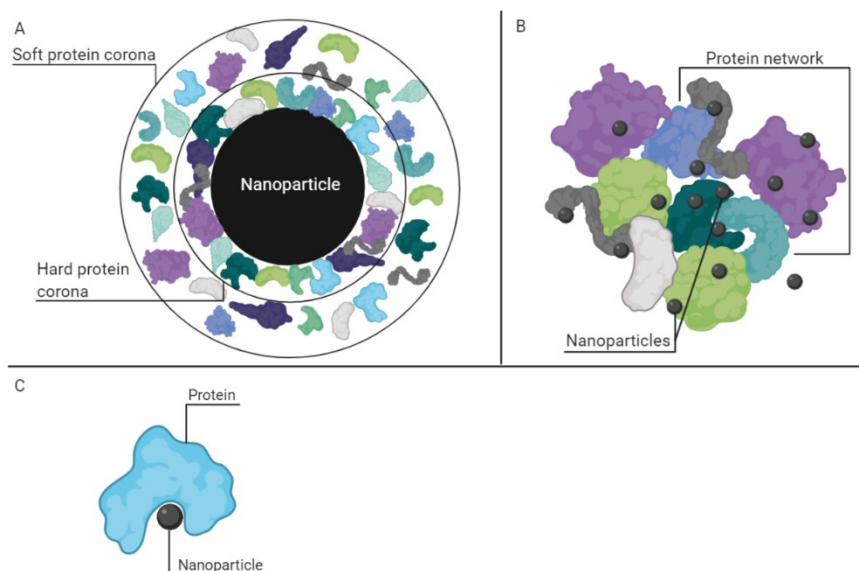 A
Soft protein corona
Nanoparticle
Hard protein
corona
B
Protein network
Nanoparticles
C
Protein
Nanoparticle